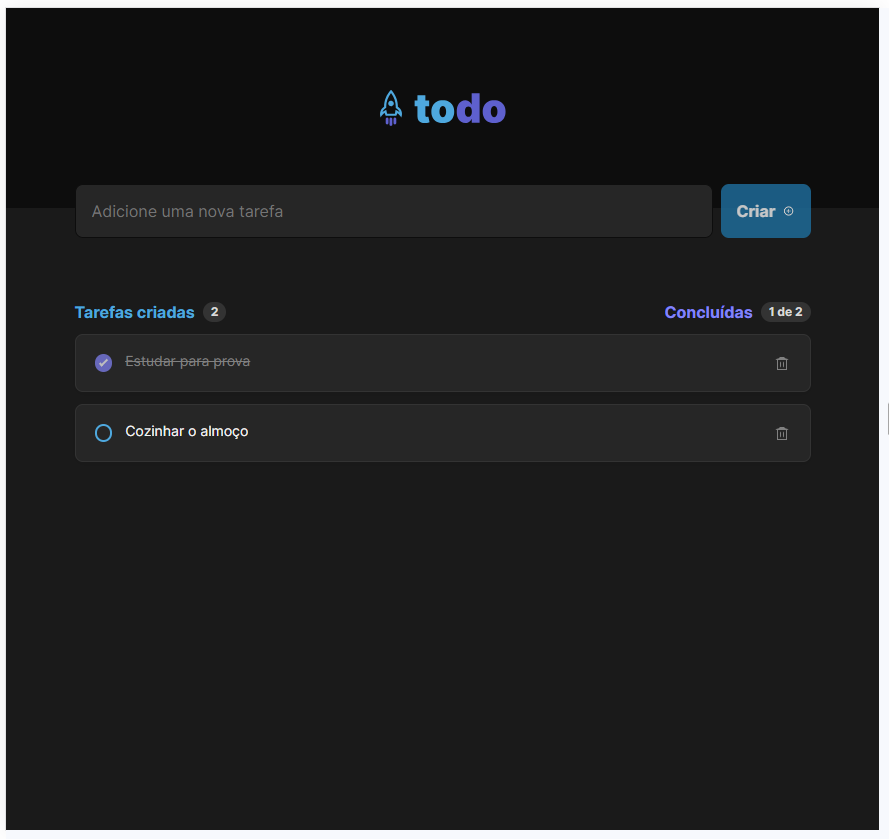 todo
Adicione uma nova tarefa
Criar
Tarefas criadas 2
Concluídas 1 de 2
Estudar para prova
Cozinhar o almoço